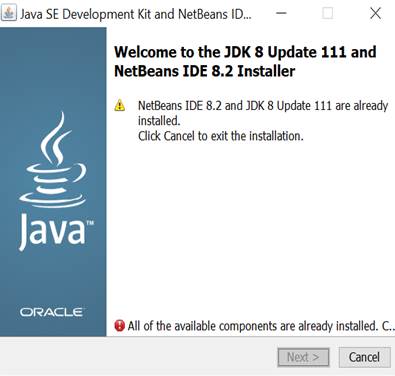 Java SE Development Kit and NetBeans ID...
Welcome to the JDK 8 Update 111 and
NetBeans IDE 8.2 Installer
NetBeans IDE 8.2 and JDK 8 Update 111 are already
installed.
Click Cancel to exit the installation.
Java™
ORACLE
All of the available components are already installed. C..
Next >
Cancel